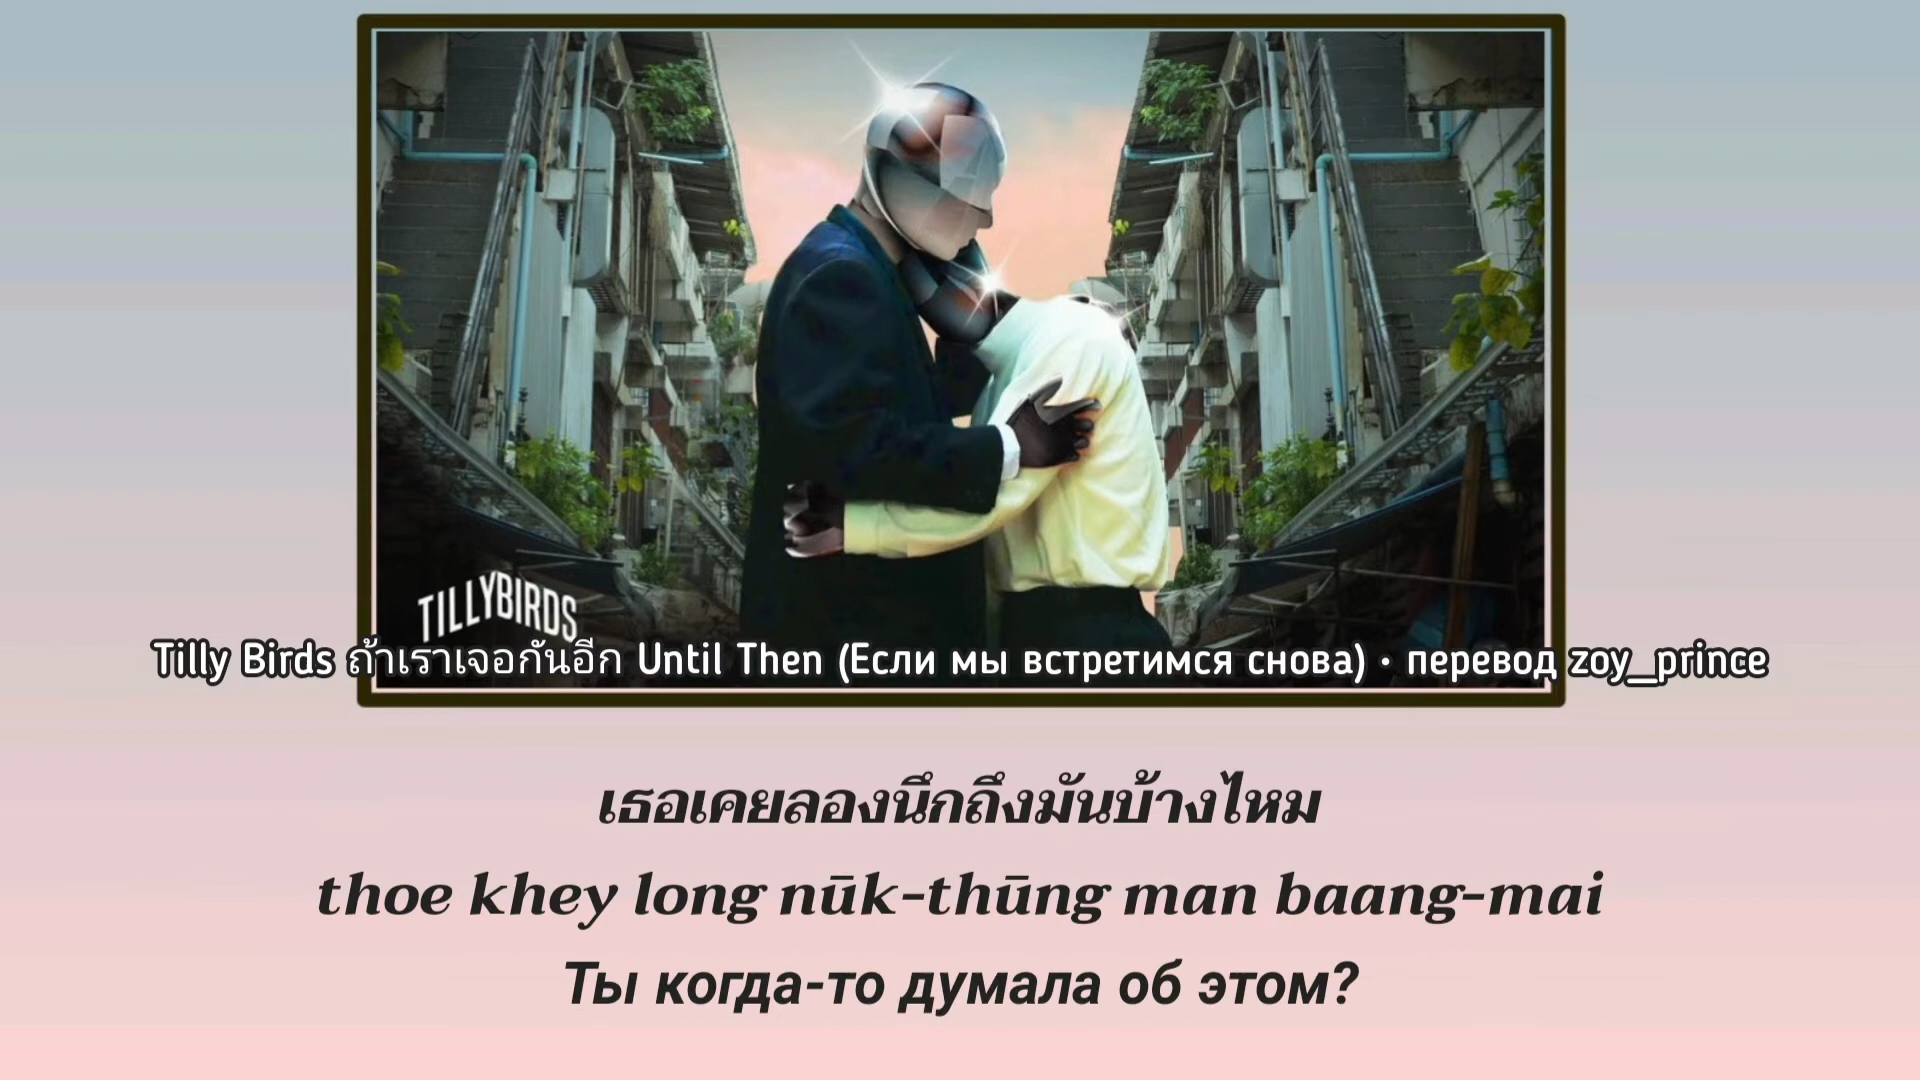 TILLYBIRDS
Tilly Birds ถ้าเราเจอกันอีก Until Then (Если мы встретимся снова) • перевод zoy_prince
เธอเคยลองนึกถึงมันบ้างไหม
thoe khey long nūk-thūng man baang-mai
Ты когда-то думала об этом?